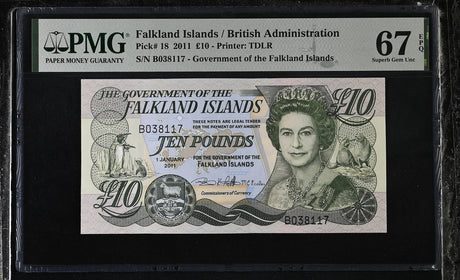 PMG
PAPER MONEY GUARANTY
Falkland Islands / British Administration
Pick# 18 2011 £10 - Printer: TDLR
S/N B038117 - Government of the Falkland Islands
67 EPQ
Superb Gem Unc
THE GOVERNMENT OF THE
FALKLAND ISLANDS
£10
THESE NOTES ARE LEGAL TENDER
FOR THE PAYMENT OF ANY AMOUNT
B038117
TEN POUNDS
1 JANUARY
2011
FOR THE GOVERNMENT OF THE
FALKLAND ISLANDS
£10
Commissioners of Currency
B038117